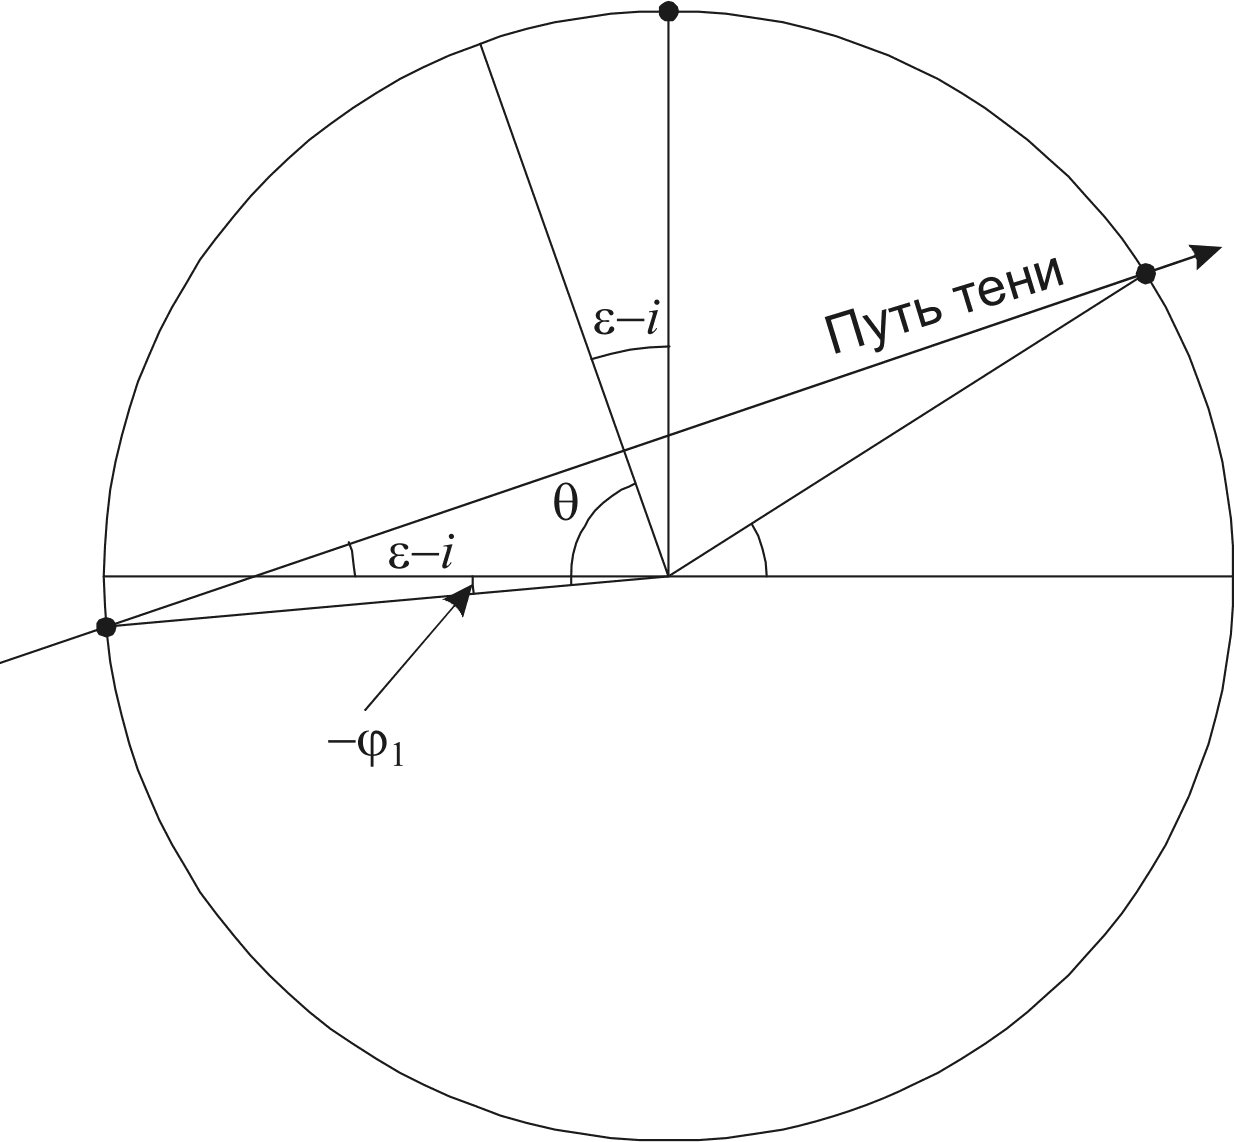 ε–i
Путь тени
θ
ε–i
–φ1